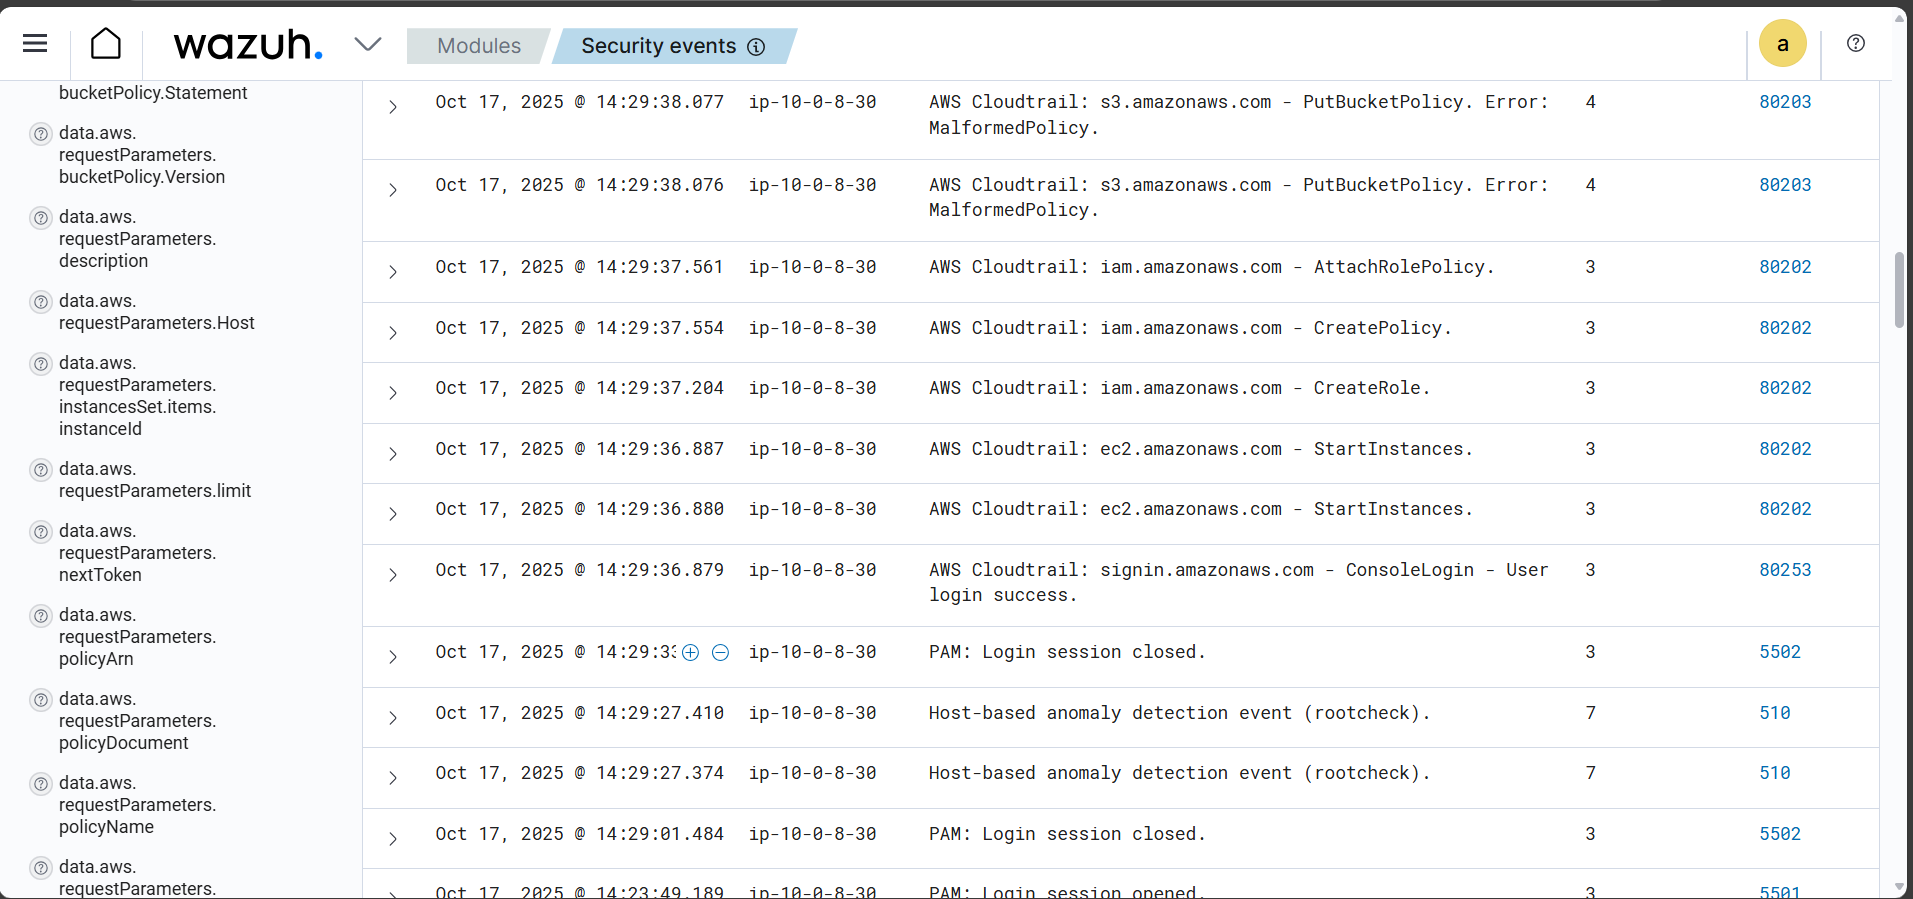 wazuh.
Modules
Security events
a
bucketPolicy.Statement
data.aws.
requestParameters.
bucketPolicy.Version
data.aws.
requestParameters.
description
data.aws.
requestParameters.Host
data.aws.
requestParameters.
instancesSet.items.
instanceId
data.aws.
requestParameters.limit
data.aws.
requestParameters.
nextToken
data.aws.
requestParameters.
policyArn
data.aws.
requestParameters.
policyDocument
data.aws.
requestParameters.
policyName
data.aws.
requestParameters.
Oct 17, 2025 @ 14:29:38.077 ip-10-0-8-30 AWS Cloudtrail: s3.amazonaws.com - PutBucketPolicy. Error: 4 80203
MalformedPolicy.
Oct 17, 2025 @ 14:29:38.076 ip-10-0-8-30 AWS Cloudtrail: s3.amazonaws.com - PutBucketPolicy. Error: 4 80203
MalformedPolicy.
Oct 17, 2025 @ 14:29:37.561 ip-10-0-8-30 AWS Cloudtrail: iam.amazonaws.com - AttachRolePolicy. 3 80202
Oct 17, 2025 @ 14:29:37.554 ip-10-0-8-30 AWS Cloudtrail: iam.amazonaws.com - CreatePolicy. 3 80202
Oct 17, 2025 @ 14:29:37.204 ip-10-0-8-30 AWS Cloudtrail: iam.amazonaws.com - CreateRole. 3 80202
Oct 17, 2025 @ 14:29:36.887 ip-10-0-8-30 AWS Cloudtrail: ec2.amazonaws.com - StartInstances. 3 80202
Oct 17, 2025 @ 14:29:36.880 ip-10-0-8-30 AWS Cloudtrail: ec2.amazonaws.com - StartInstances. 3 80202
Oct 17, 2025 @ 14:29:36.879 ip-10-0-8-30 AWS Cloudtrail: signin.amazonaws.com - ConsoleLogin - User 3 80253
login success.
Oct 17, 2025 @ 14:29:33 ip-10-0-8-30 PAM: Login session closed. 3 5502
Oct 17, 2025 @ 14:29:27.410 ip-10-0-8-30 Host-based anomaly detection event (rootcheck). 7 510
Oct 17, 2025 @ 14:29:27.374 ip-10-0-8-30 Host-based anomaly detection event (rootcheck). 7 510
Oct 17, 2025 @ 14:29:01.484 ip-10-0-8-30 PAM: Login session closed. 3 5502
Oct 17, 2025 @ 14:23:49.189 ip-10-0-8-30 PAM: Login session opened. 3 5501